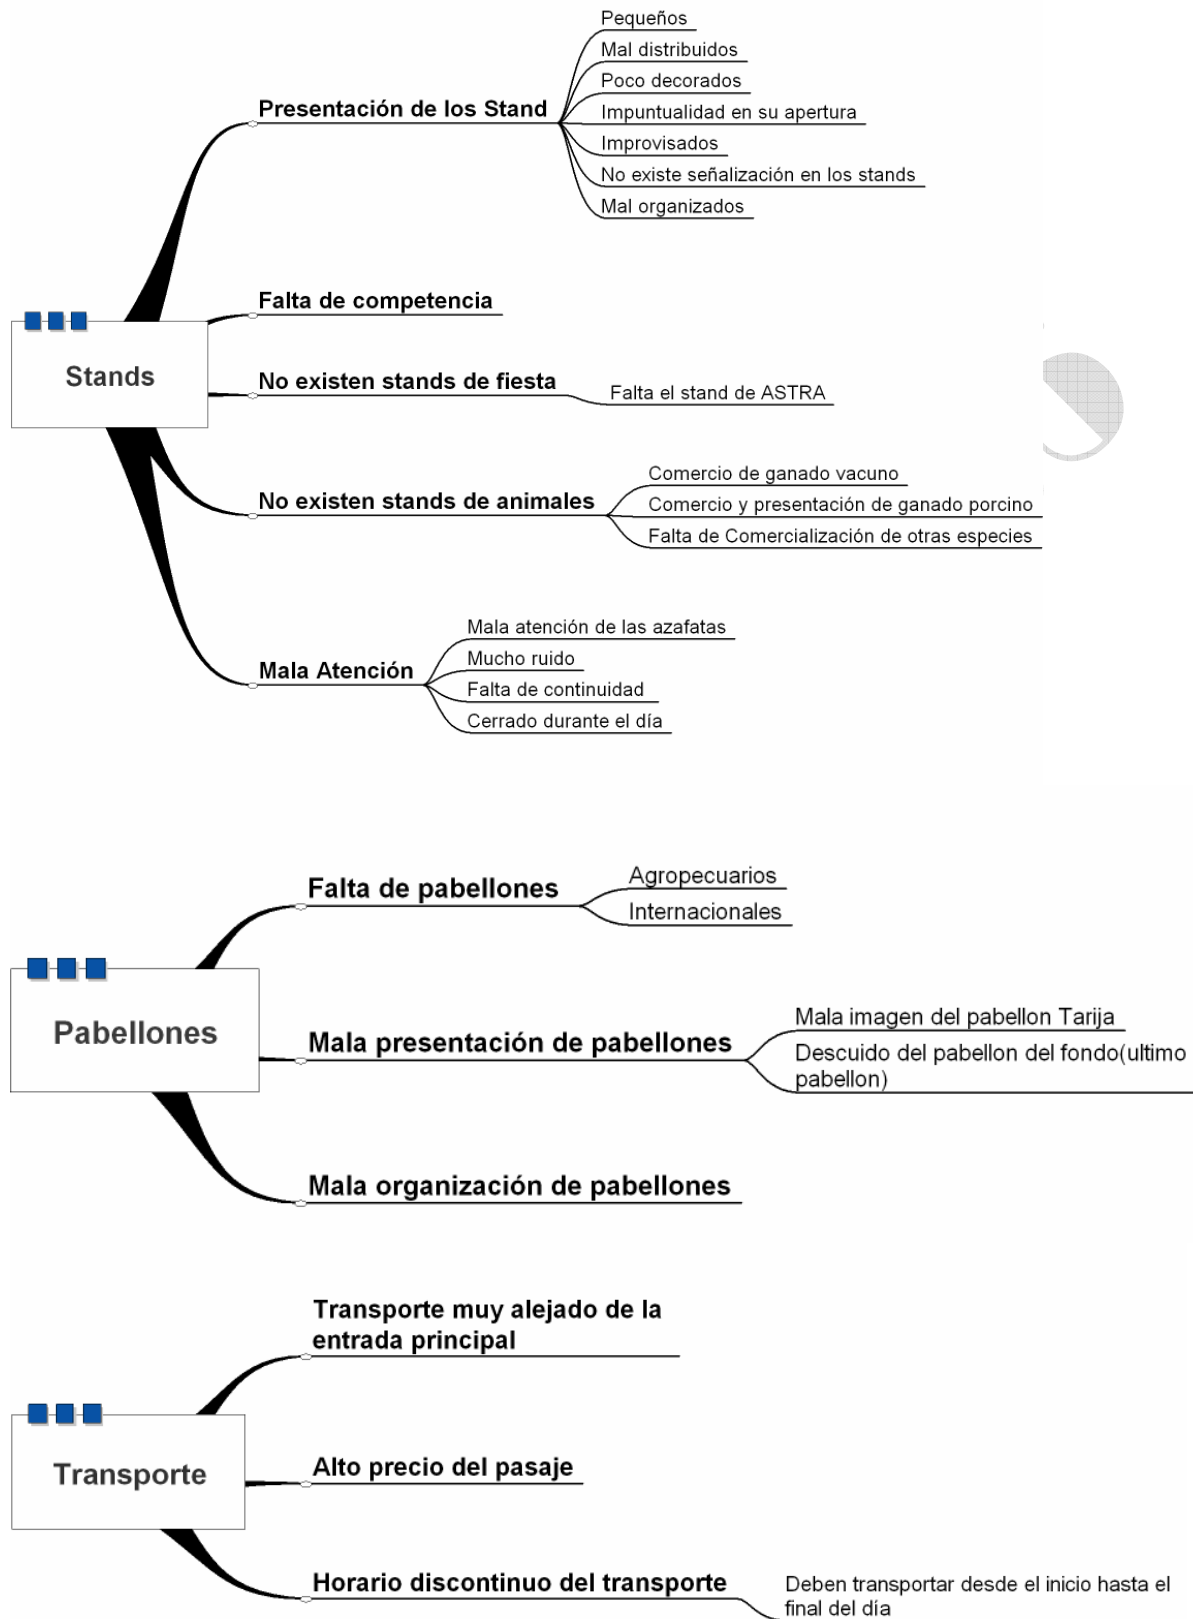 Pequeños
Mal distribuidos
Poco decorados
Presentación de los Stand
Impuntualidad en su apertura
Improvisados
No existe señalización en los stands
Mal organizados
Falta de competencia
Stands
No existen stands de fiesta
Falta el stand de ASTRA
No existen stands de animales
Comercio de ganado vacuno
Comercio y presentación de ganado porcino
Falta de Comercialización de otras especies
Mala Atención
Mala atención de las azafatas
Mucho ruido
Falta de continuidad
Cerrado durante el día
Falta de pabellones
Agropecuarios
Internacionales
Pabellones
Mala presentación de pabellones
Mala imagen del pabellon Tarija
Descuido del pabellon del fondo(ultimo
pabellon)
Mala organización de pabellones
Transporte muy alejado de la
entrada principal
Transporte
Alto precio del pasaje
Horario discontinuo del transporte
Deben transportar desde el inicio hasta el
final del día